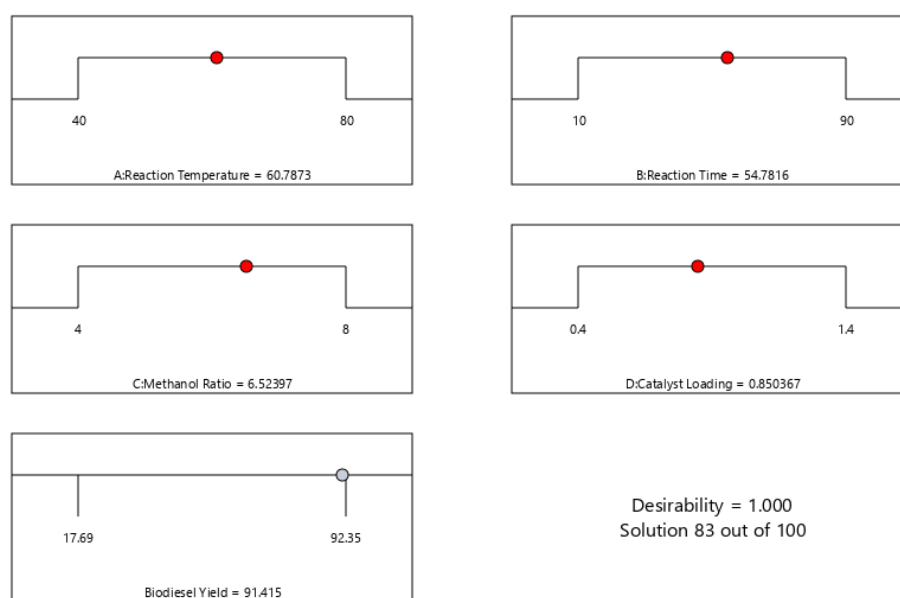 40 80
A:Reaction Temperature = 60.7873
10 90
B:Reaction Time = 54.7816
4 8
C:Methanol Ratio = 6.52397
0.4 1.4
D:Catalyst Loading = 0.850367
17.69 92.35
Biodiesel Yield = 91.415
Desirability = 1.000
Solution 83 out of 100